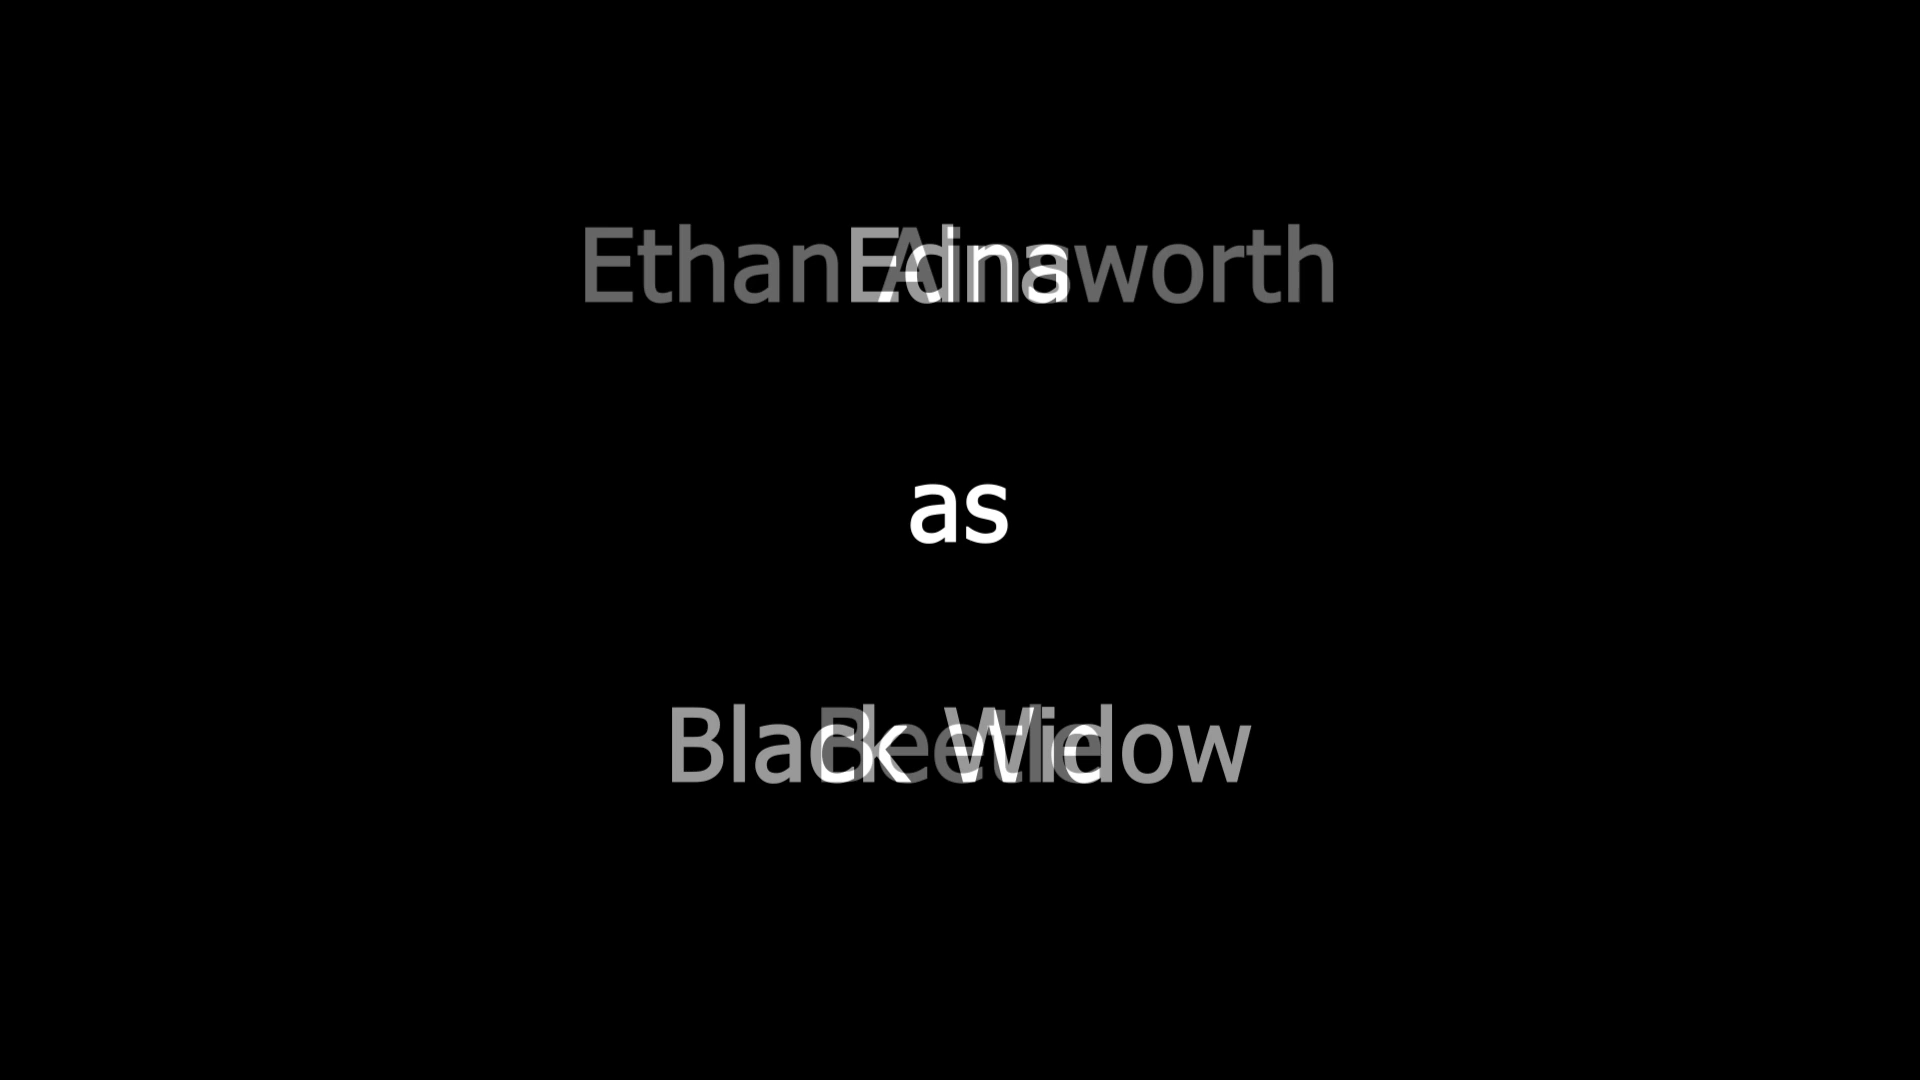 Ethan Ainsworth
Edna
as
Black Widow
Beetle